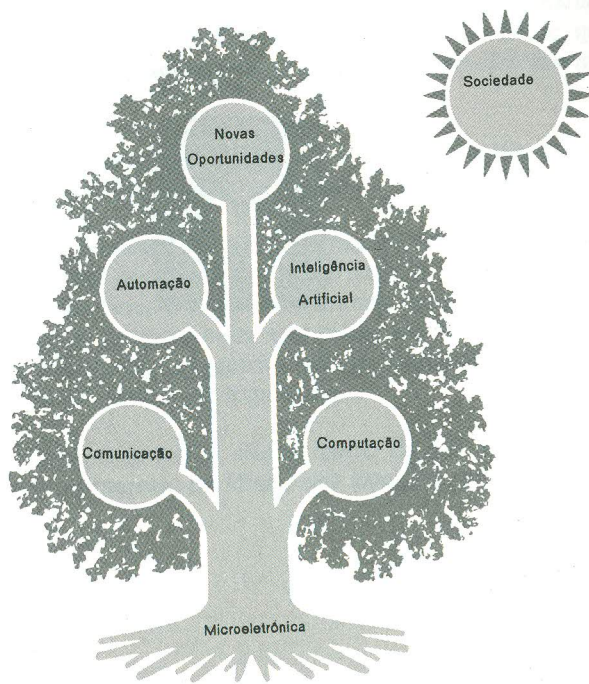 Sociedade
Novas
Oportunidades
Automação
Inteligência
Artificial
Comunicação
Computação
Microeletrônica